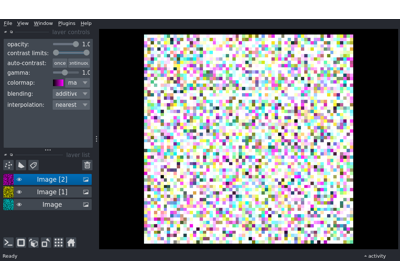 File View Window Plugins Help
layer controls
opacity: 1.0
contrast limits:
auto-contrast: once
gamma: 1.0
colormap: ma
blending: additive
interpolation: nearest
layer list
Image [2]
Image [1]
Image
Ready
activity